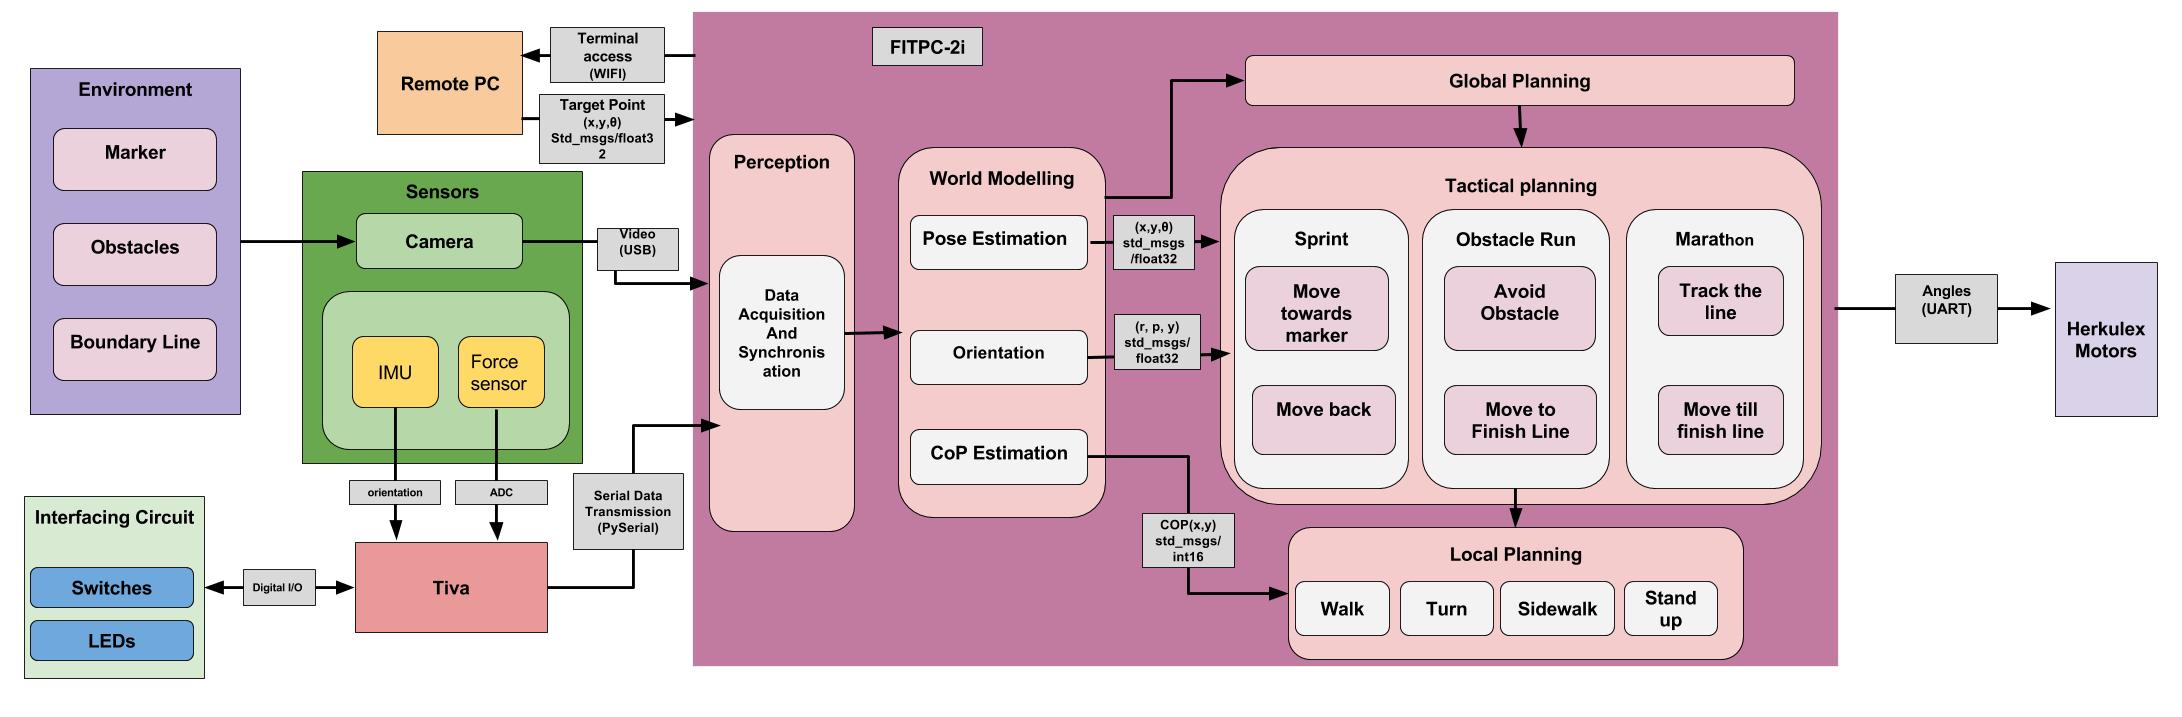 Environment
Marker
Obstacles
Boundary Line
Remote PC
Terminal
access
(WIFI)
Target Point
(x,y,θ)
Std_msgs/float3
2
Sensors
Camera
Video
(USB)
IMU
Force
sensor
orientation
ADC
Interfacing Circuit
Switches
LEDs
Digital I/O
Tiva
Serial Data
Transmission
(PySerial)
FITPC-2i
Perception
Data
Acquisition
And
Synchronis
ation
World Modelling
Pose Estimation
Orientation
CoP Estimation
(x,y,θ)
std_msgs
/float32
(r, p, y)
std_msgs/
float32
COP(x,y)
std_msgs/
int16
Global Planning
Tactical planning
Sprint
Move
towards
marker
Move back
Obstacle Run
Avoid
Obstacle
Move to
Finish Line
Marathon
Track the
line
Move till
finish line
Local Planning
Walk
Turn
Sidewalk
Stand
up
Angles
(UART)
Herkulex
Motors